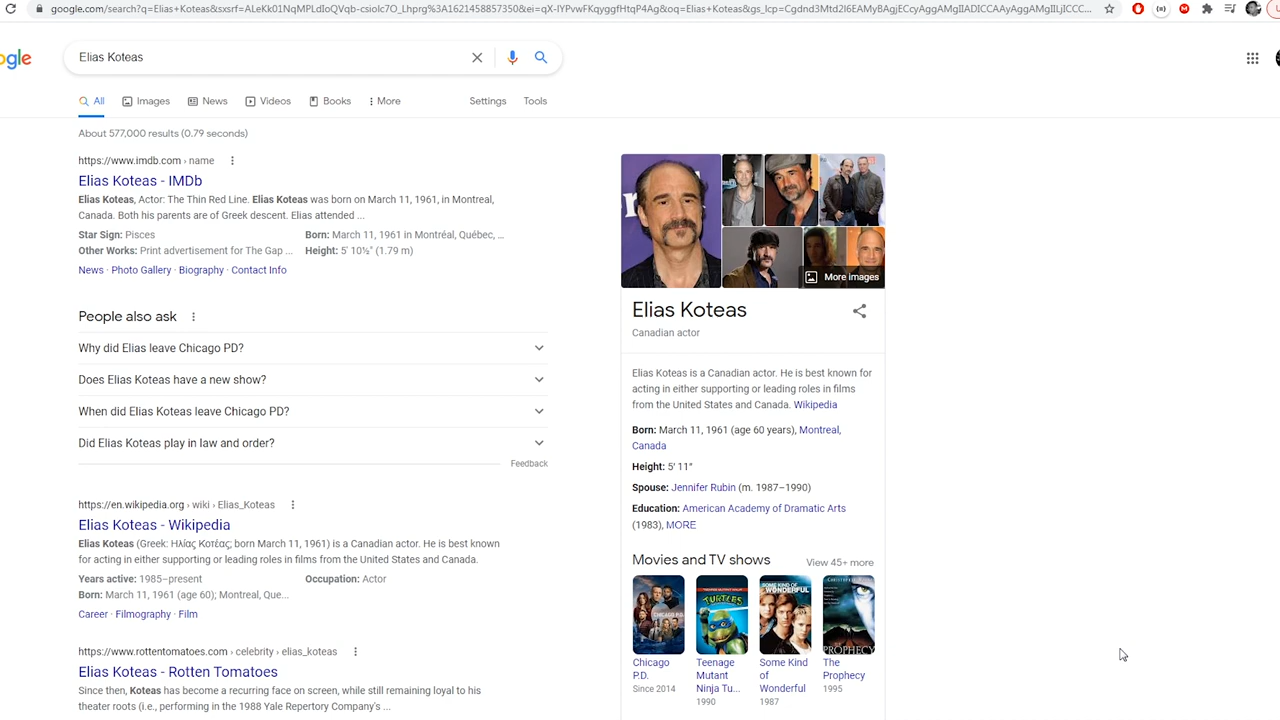 google.com/search?q=Elias+Koteas&sxsrf=ALeKk01NqMPLdIoQVqb-csiolc7O_Lhprg%3A1621458857350&ei=qX-lYPvwFKqyggfHtqP4Ag&oq=Elias+Koteas&gs_lcp=Cgdnd3Mtd2l6EAMyBAgjECcyAggAMgIIADICCAAyAggAMgIILjICCC...
ogle
Elias Koteas
All Images News Videos Books More Settings Tools
About 577,000 results (0.79 seconds)
https://www.imdb.com › name
Elias Koteas - IMDb
Elias Koteas, Actor: The Thin Red Line. Elias Koteas was born on March 11, 1961, in Montreal,
Canada. Both his parents are of Greek descent. Elias attended ...
Star Sign: Pisces Born: March 11, 1961 in Montréal, Québec, ...
Other Works: Print advertisement for The Gap ... Height: 5' 10½" (1.79 m)
News · Photo Gallery · Biography · Contact Info
People also ask
Why did Elias leave Chicago PD?
Does Elias Koteas have a new show?
When did Elias Koteas leave Chicago PD?
Did Elias Koteas play in law and order?
Feedback
https://en.wikipedia.org › wiki › Elias_Koteas
Elias Koteas - Wikipedia
Elias Koteas (Greek: Ηλίας Κοτέας; born March 11, 1961) is a Canadian actor. He is best known
for acting in either supporting or leading roles in films from the United States and Canada.
Years active: 1985–present Occupation: Actor
Born: March 11, 1961 (age 60); Montreal, Que...
Career · Filmography · Film
https://www.rottentomatoes.com › celebrity › elias_koteas
Elias Koteas - Rotten Tomatoes
Since then, Koteas has become a recurring face on screen, while still remaining loyal to his
theater roots (i.e., performing in the 1988 Yale Repertory Company's ...
More images
Elias Koteas
Canadian actor
Elias Koteas is a Canadian actor. He is best known for
acting in either supporting or leading roles in films
from the United States and Canada. Wikipedia
Born: March 11, 1961 (age 60 years), Montreal,
Canada
Height: 5' 11"
Spouse: Jennifer Rubin (m. 1987–1990)
Education: American Academy of Dramatic Arts
(1983), MORE
Movies and TV shows View 45+ more
CHICAGO P.D.
TURTLES
SOME KIND OF WONDERFUL
PROPHECY
Chicago
P.D.
Since 2014
Teenage
Mutant
Ninja Tu...
1990
Some Kind
of
Wonderful
1987
The
Prophecy
1995